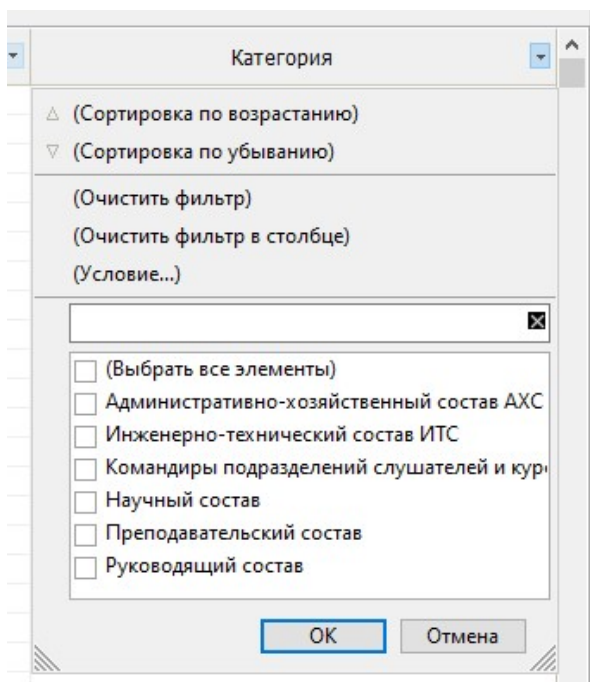 Категория
(Сортировка по возрастанию)
(Сортировка по убыванию)
(Очистить фильтр)
(Очистить фильтр в столбце)
(Условие...)
(Выбрать все элементы)
Административно-хозяйственный состав АХС
Инженерно-технический состав ИТС
Командиры подразделений слушателей и кур
Научный состав
Преподавательский состав
Руководящий состав
ОК Отмена